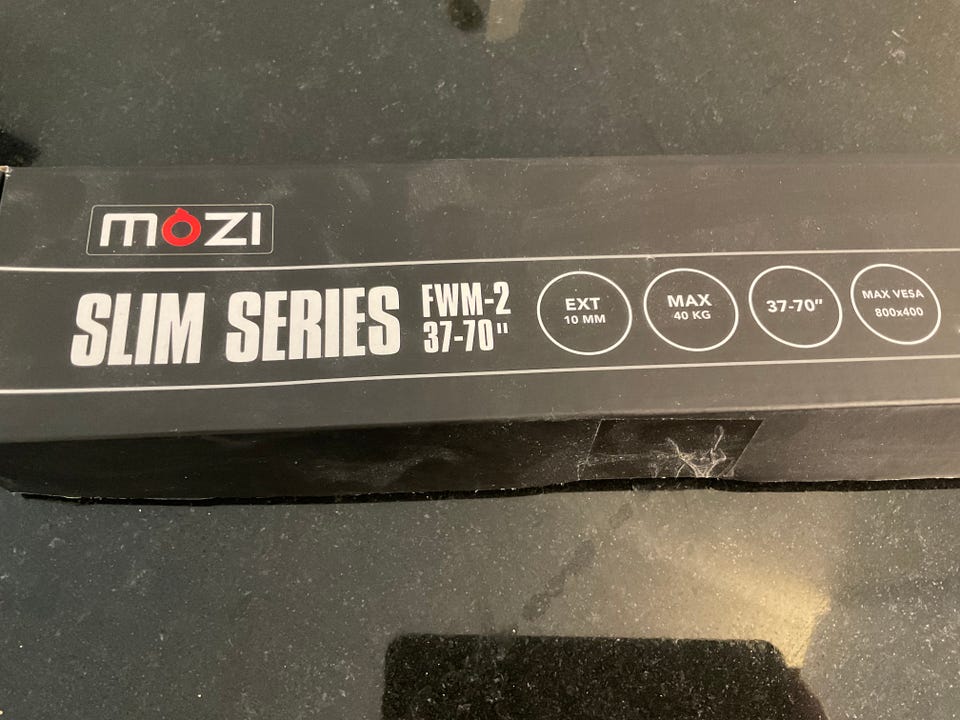 MOZI
SLIM SERIES
FWM-2
37-70"
EXT
10 MM
MAX
40 KG
37-70"
MAX VESA
800x400